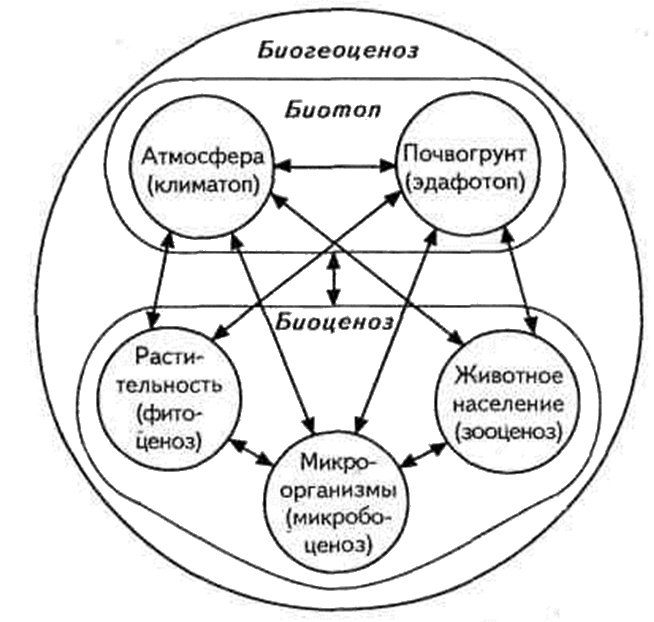 Биогеоценоз
Биотоп
Атмосфера
(климатоп)
Почвогрунт
(эдафотоп)
Биоценоз
Расти-
тельность
(фито-
ценоз)
Микро-
организмы
(микробо-
ценоз)
Животное
население
(зооценоз)